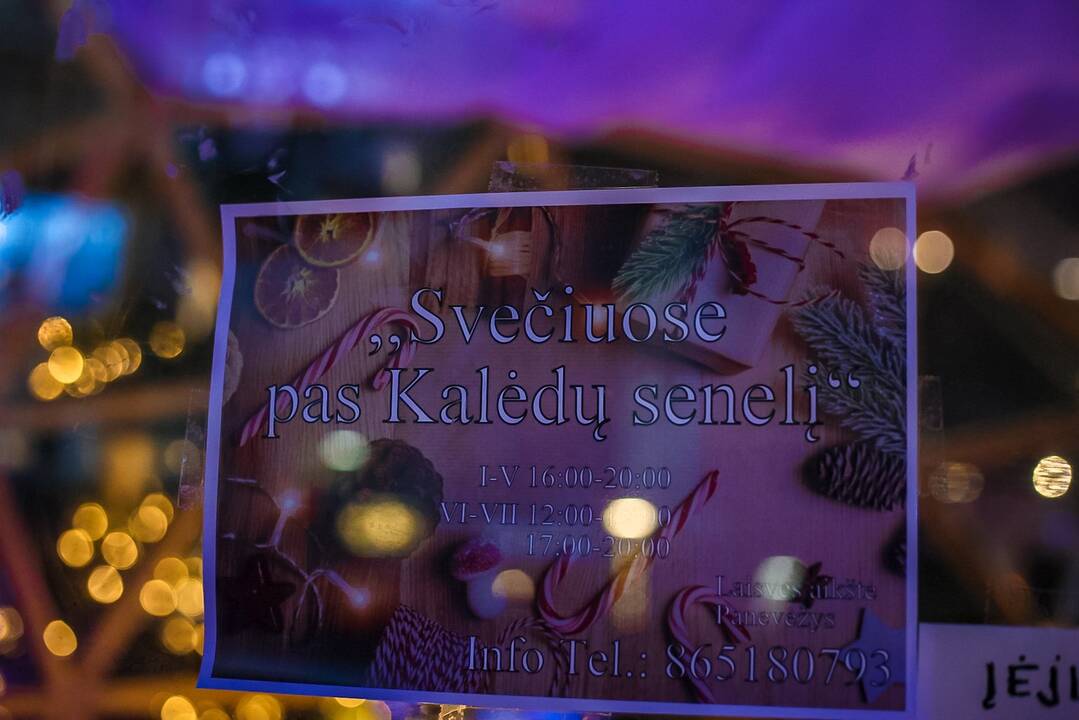 „Svečiuose
pas Kalėdų senelį“
I-V 16:00-20:00
VI-VII 12:00-
17:00-20:00
Laisvės aikštė
Panevėžys
Info Tel.: 865180793